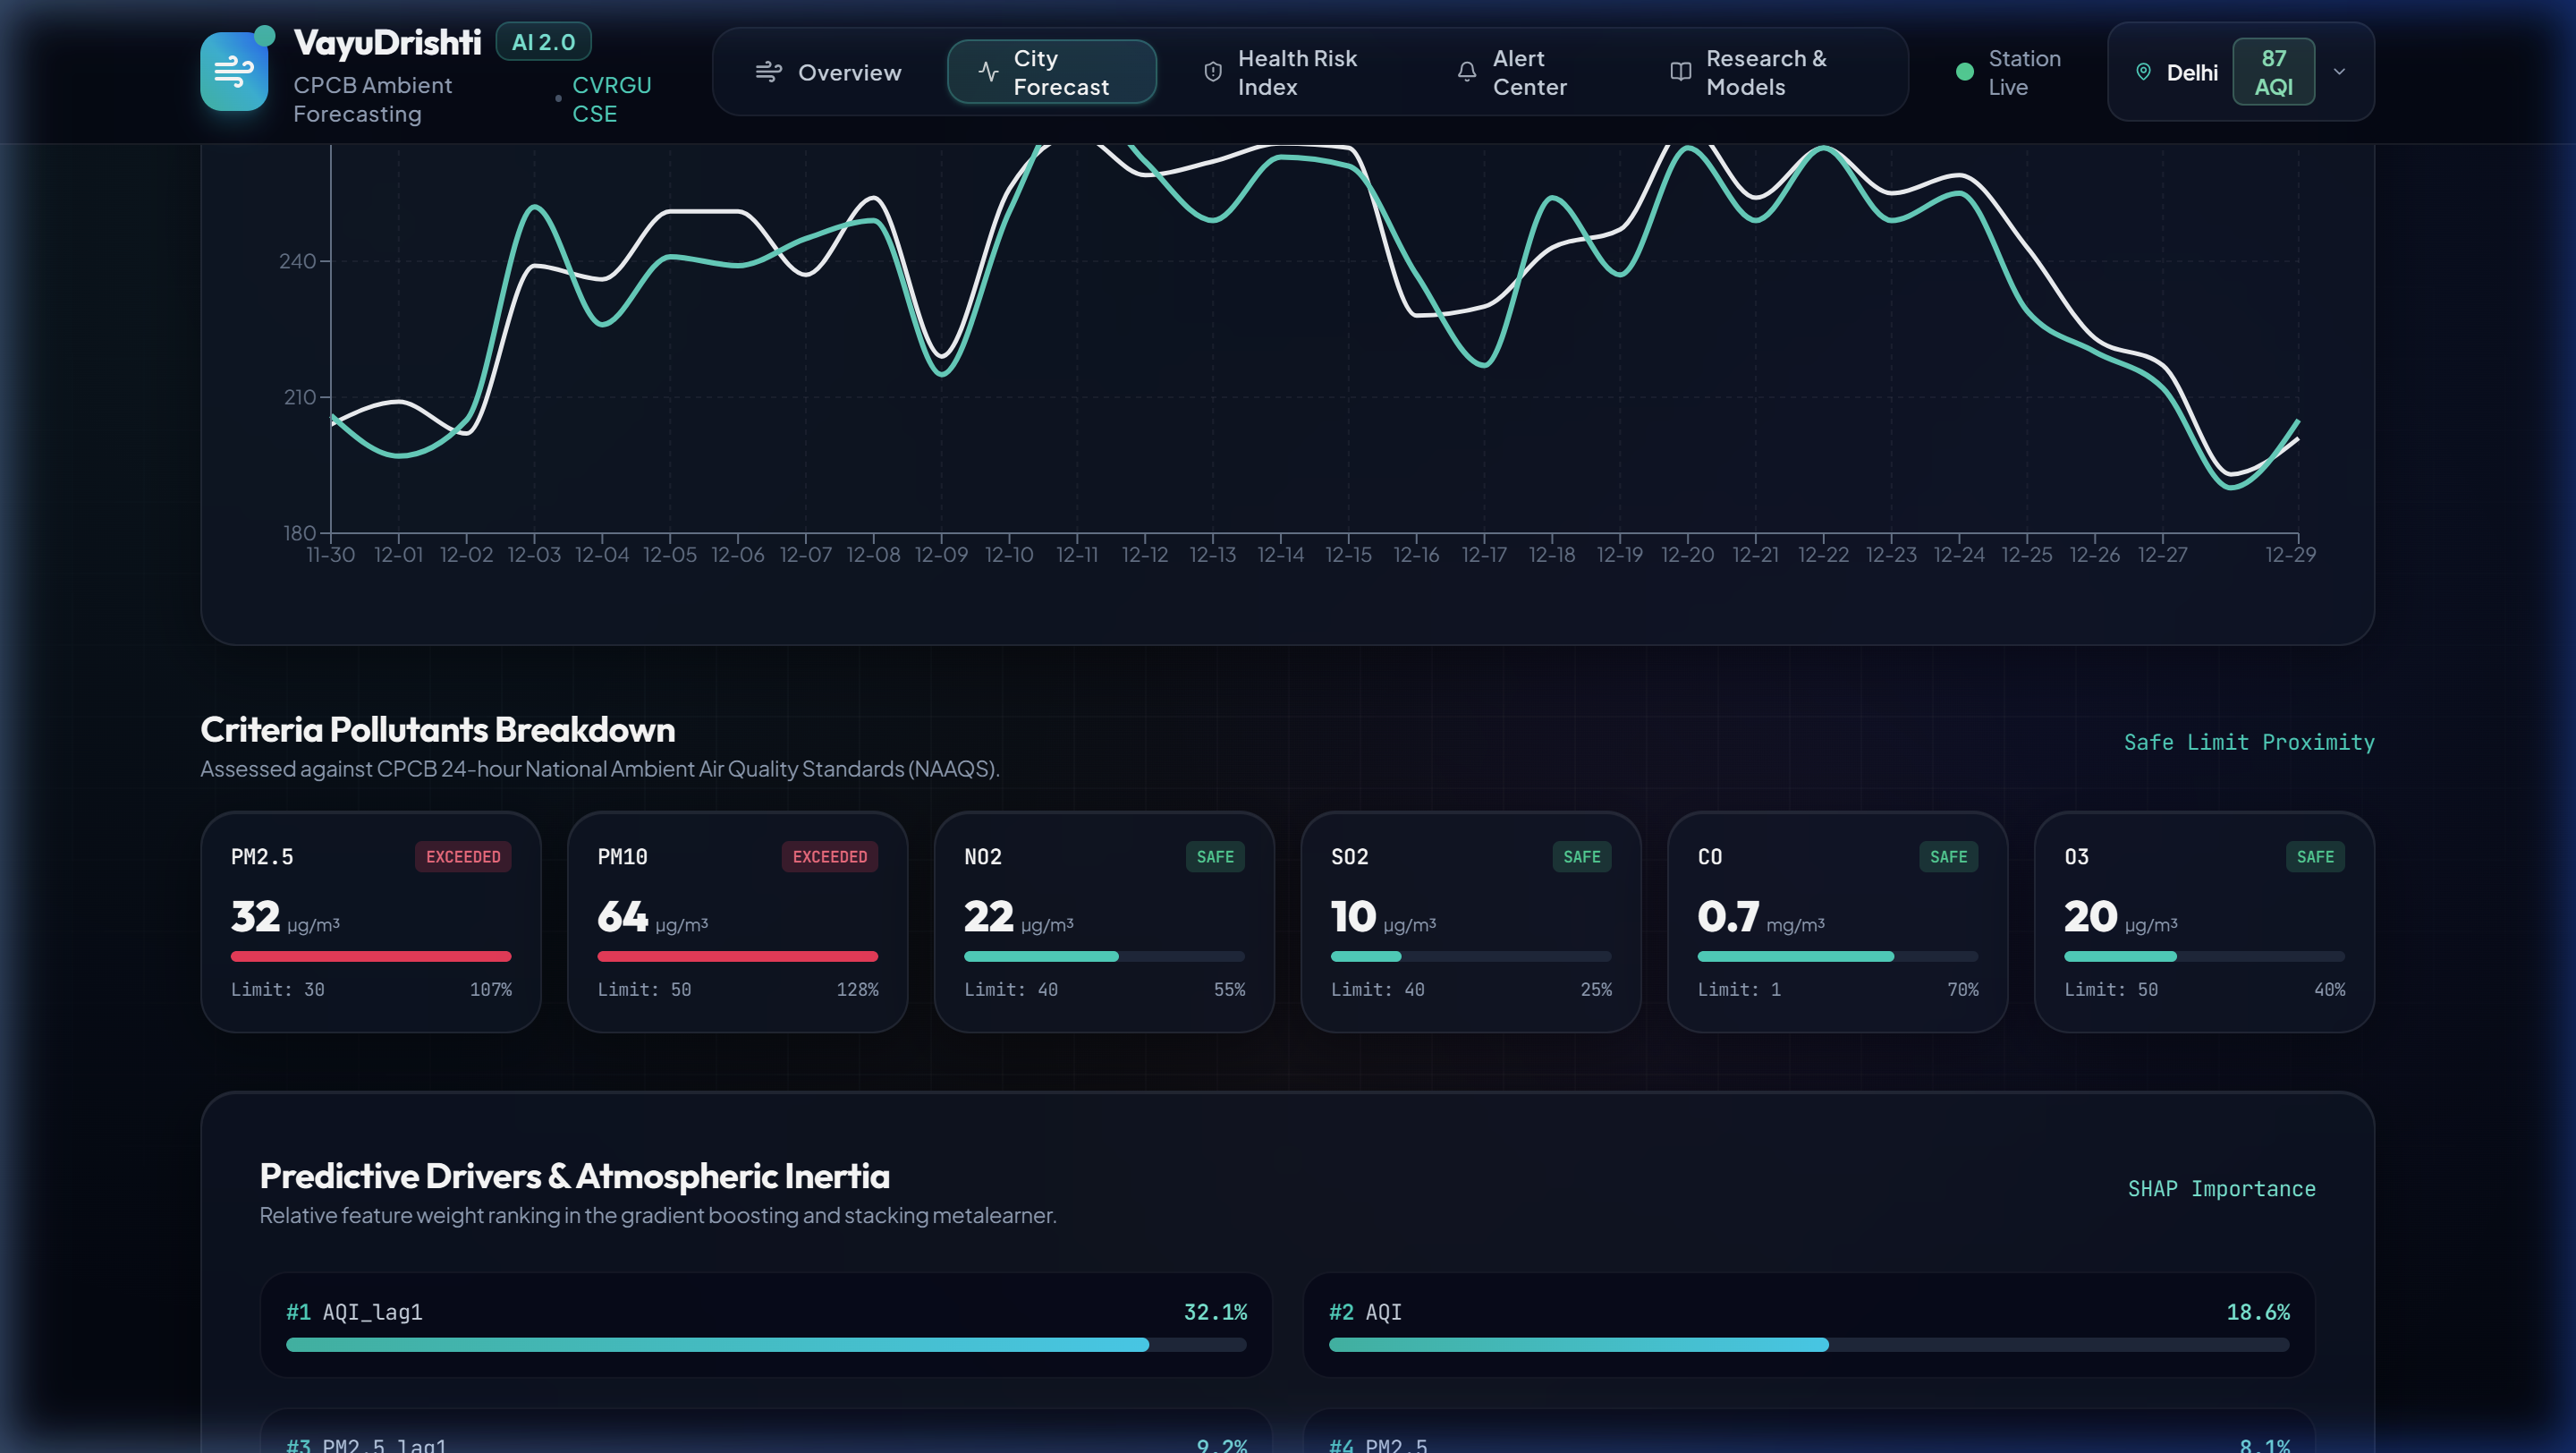 VayuDrishti AI 2.0
CPCB Ambient
Forecasting
• CVRGU
CSE
Overview
City
Forecast
Health Risk
Index
Alert
Center
Research &
Models
Station
Live
Delhi
87
AQI
240
210
180
11-30 12-01 12-02 12-03 12-04 12-05 12-06 12-07 12-08 12-09 12-10 12-11 12-12 12-13 12-14 12-15 12-16 12-17 12-18 12-19 12-20 12-21 12-22 12-23 12-24 12-25 12-26 12-27 12-29
Criteria Pollutants Breakdown
Assessed against CPCB 24-hour National Ambient Air Quality Standards (NAAQS).
Safe Limit Proximity
PM2.5 EXCEEDED
32 µg/m³
Limit: 30 107%
PM10 EXCEEDED
64 µg/m³
Limit: 50 128%
NO2 SAFE
22 µg/m³
Limit: 40 55%
SO2 SAFE
10 µg/m³
Limit: 40 25%
CO SAFE
0.7 mg/m³
Limit: 1 70%
O3 SAFE
20 µg/m³
Limit: 50 40%
Predictive Drivers & Atmospheric Inertia
Relative feature weight ranking in the gradient boosting and stacking metalearner.
SHAP Importance
#1 AQI_lag1 32.1%
#2 AQI 18.6%
#3 PM2.5_lag1 9.2%
#4 PM2.5 8.1%